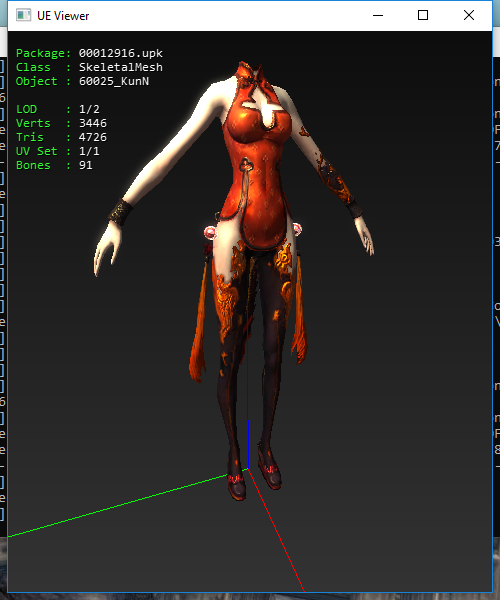 UE Viewer
Package: 00012916.upk
Class : SkeletalMesh
Object : 60025_KunN
LOD : 1/2
Verts : 3446
Tris : 4726
UV Set : 1/1
Bones : 91